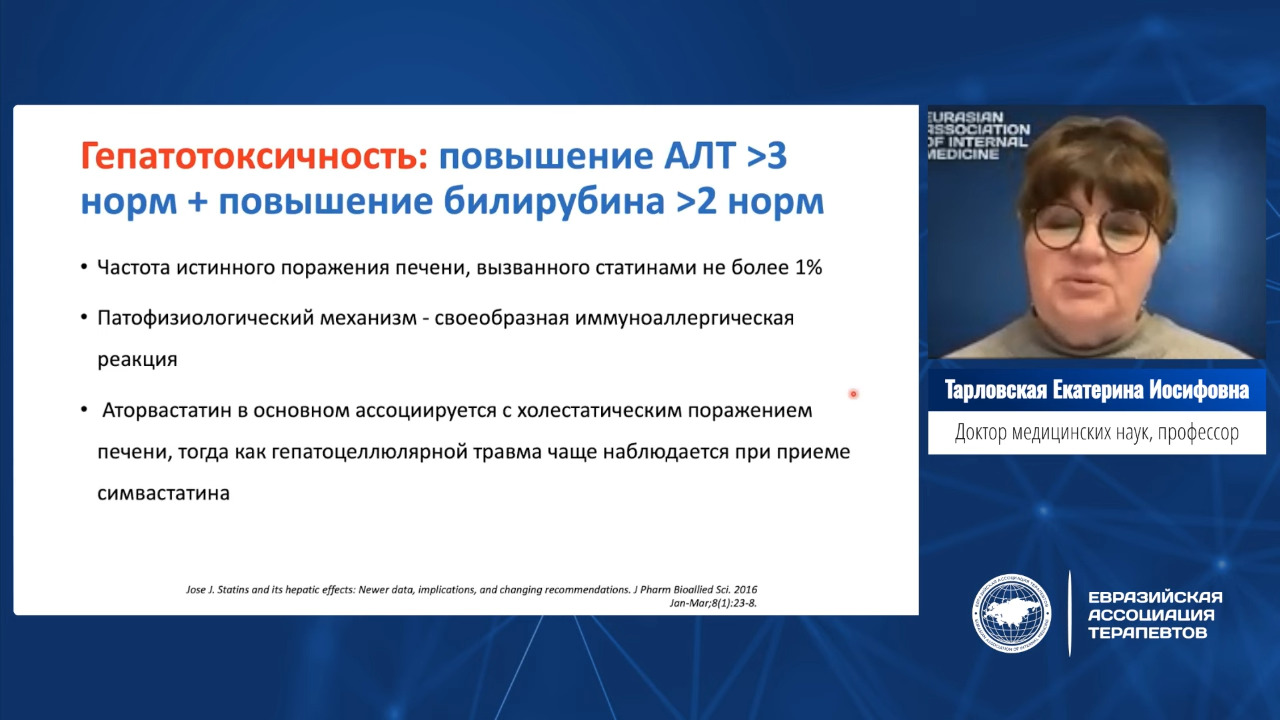 Гепатотоксичность: повышение АЛТ >3
норм + повышение билирубина >2 норм
• Частота истинного поражения печени, вызванного статинами не более 1%
• Патофизиологический механизм - своеобразная иммуноаллергическая
реакция
• Аторвастатин в основном ассоциируется с холестатическим поражением
печени, тогда как гепатоцеллюлярной травма чаще наблюдается при приеме
симвастатина
Jose J. Statins and its hepatic effects: Newer data, implications, and changing recommendations. J Pharm Bioallied Sci. 2016
Jan-Mar;8(1):23-8.
EURASIAN
ASSOCIATION
OF INTERNAL
MEDICINE
Тарловская Екатерина Иосифовна
Доктор медицинских наук, профессор
ЕВРАЗИЙСКАЯ
АССОЦИАЦИЯ
ТЕРАПЕВТОВ